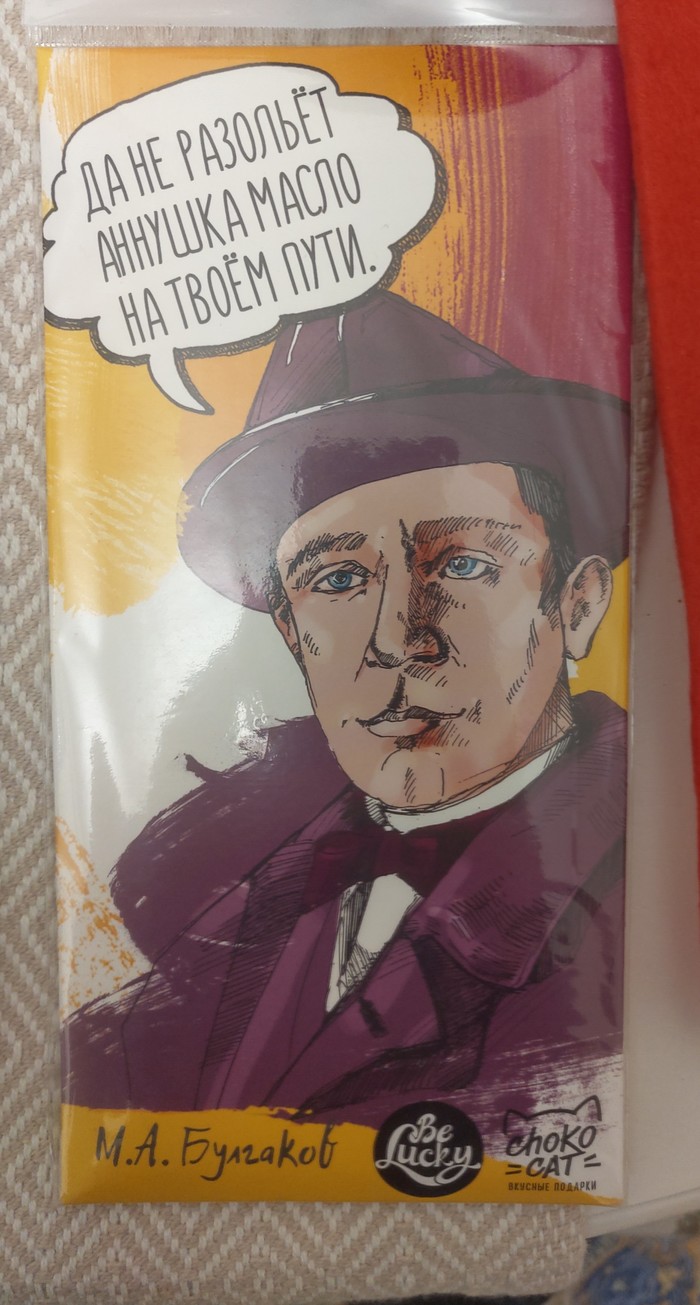 ДА НЕ РАЗОЛЬЁТ
АННУШКА МАСЛО
НА ТВОЁМ ПУТИ.
М.А. Булгаков
Be
Lucky
CHOKO
CAT
ВКУСНЫЕ ПОДАРКИ